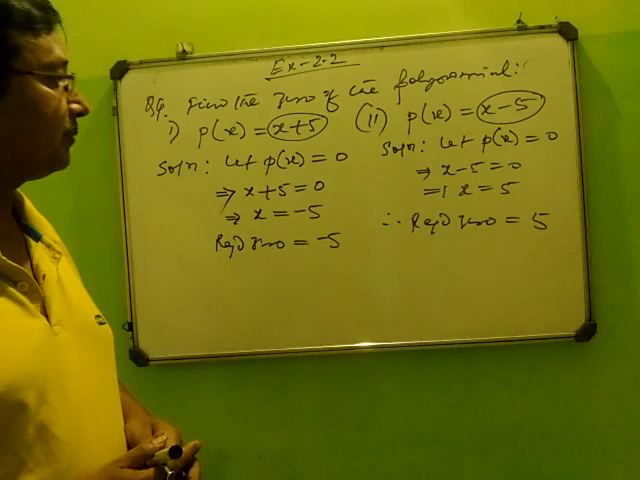 Ex-2.2
Q4. Find the zero of the polynomial:
i) p(x) = x+5
Soln: Let p(x) = 0
⇒ x+5=0
⇒ x = -5
Reqd zero = -5
(ii) p(x) = x-5
Soln: Let p(x) = 0
⇒ x-5=0
⇒ x = 5
∴ Reqd zero = 5